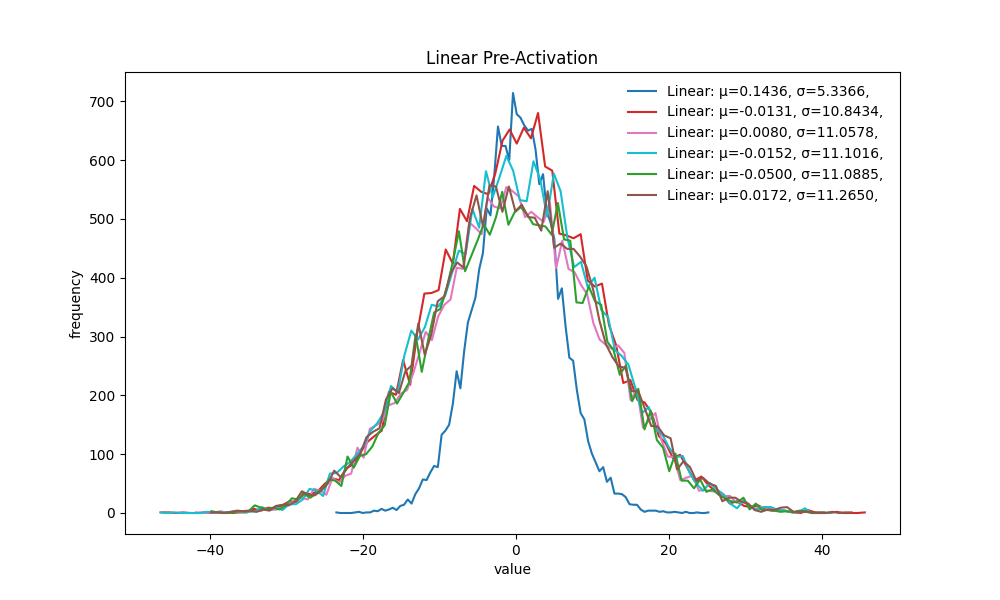 Linear Pre-Activation
Linear: μ=0.1436, σ=5.3366,
Linear: μ=-0.0131, σ=10.8434,
Linear: μ=0.0080, σ=11.0578,
Linear: μ=-0.0152, σ=11.1016,
Linear: μ=-0.0500, σ=11.0885,
Linear: μ=0.0172, σ=11.2650,
frequency
700
600
500
400
300
200
100
0
−40
−20
0
20
40
value